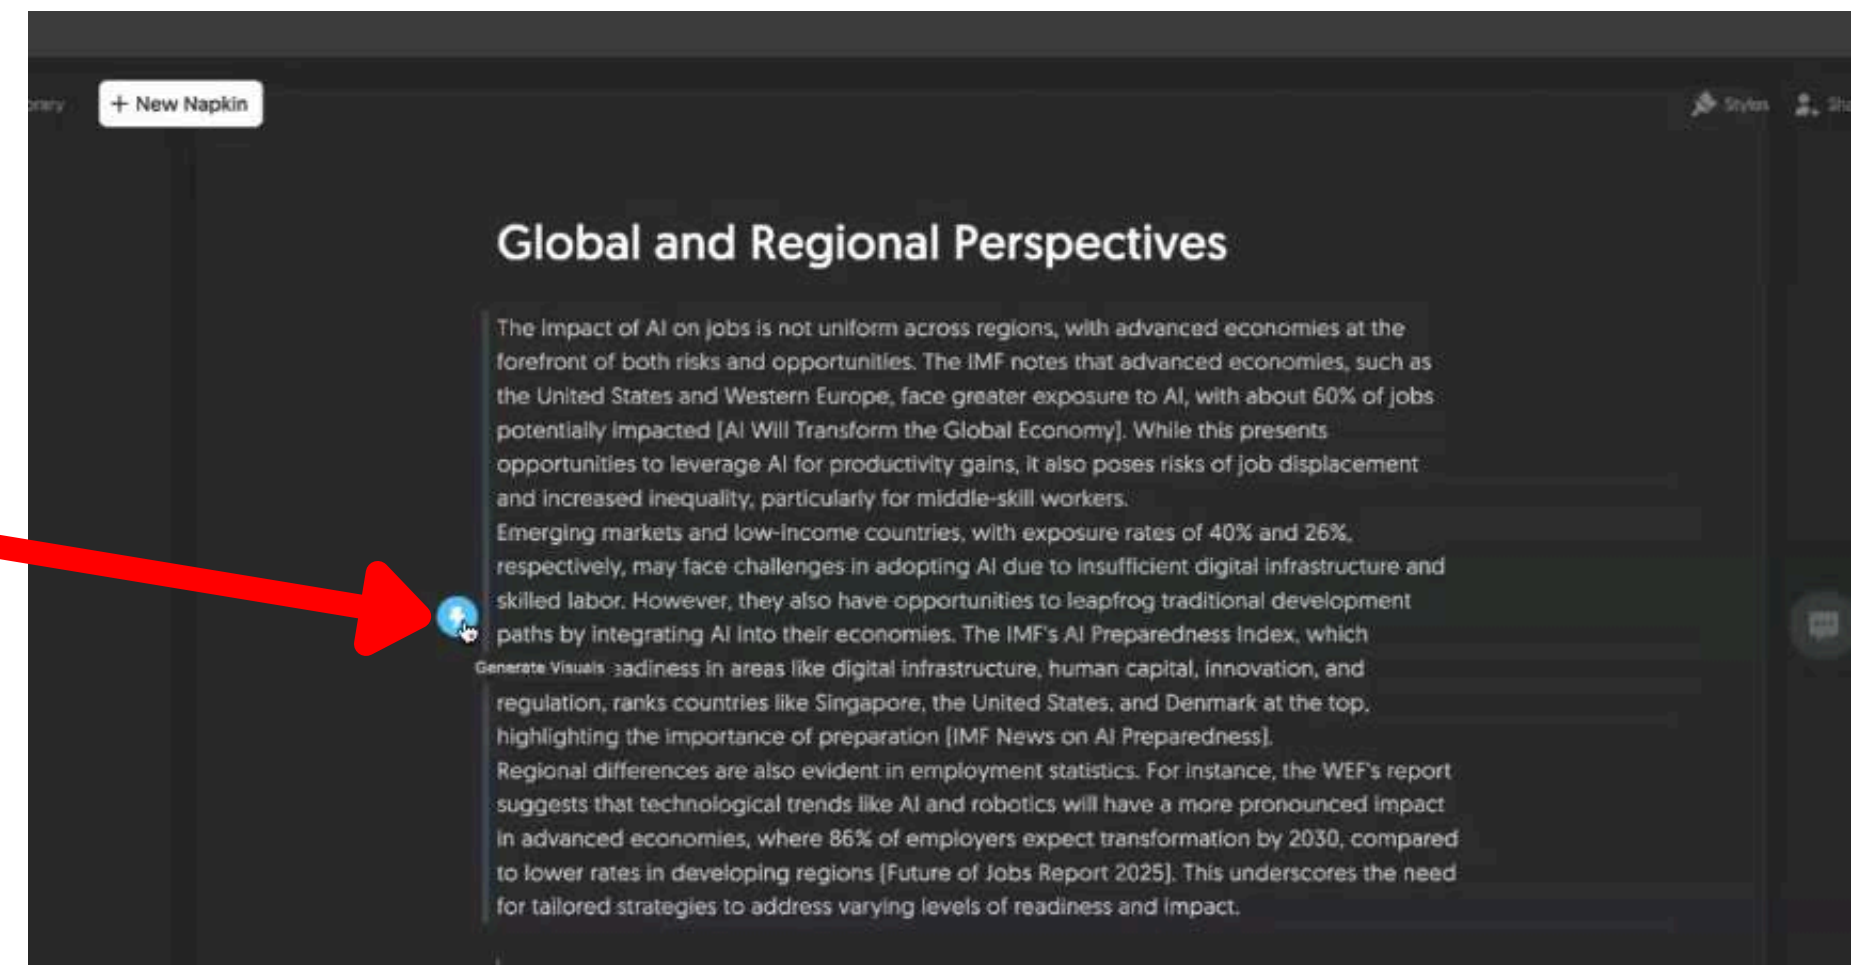 + New Napkin
Styles
Global and Regional Perspectives
The impact of AI on jobs is not uniform across regions, with advanced economies at the
forefront of both risks and opportunities. The IMF notes that advanced economies, such as
the United States and Western Europe, face greater exposure to AI, with about 60% of jobs
potentially impacted [AI Will Transform the Global Economy]. While this presents
opportunities to leverage AI for productivity gains, it also poses risks of job displacement
and increased inequality, particularly for middle-skill workers.
Emerging markets and low-income countries, with exposure rates of 40% and 26%,
respectively, may face challenges in adopting AI due to insufficient digital infrastructure and
skilled labor. However, they also have opportunities to leapfrog traditional development
paths by integrating AI into their economies. The IMF's AI Preparedness Index, which
Generate Visuals eadiness in areas like digital infrastructure, human capital, innovation, and
regulation, ranks countries like Singapore, the United States, and Denmark at the top,
highlighting the importance of preparation [IMF News on AI Preparedness].
Regional differences are also evident in employment statistics. For instance, the WEF's report
suggests that technological trends like AI and robotics will have a more pronounced impact
in advanced economies, where 86% of employers expect transformation by 2030, compared
to lower rates in developing regions [Future of Jobs Report 2025]. This underscores the need
for tailored strategies to address varying levels of readiness and impact.